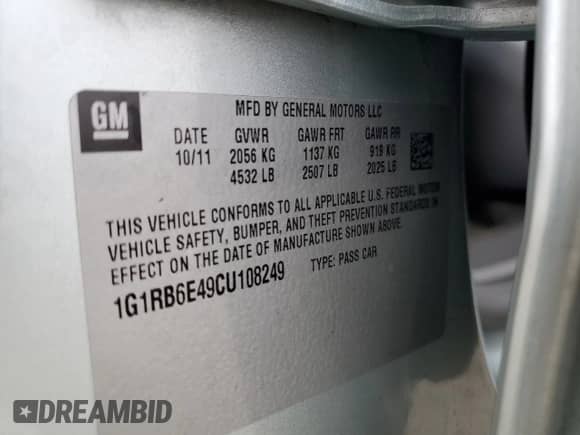 GM
MFD BY GENERAL MOTORS LLC
DATE GVWR GAWR FRT GAWR RR
10/11 2056 KG 1137 KG 919 KG
4532 LB 2507 LB 2025 LB
THIS VEHICLE CONFORMS TO ALL APPLICABLE U.S. FEDERAL MOTOR
VEHICLE SAFETY, BUMPER, AND THEFT PREVENTION STANDARDS IN
EFFECT ON THE DATE OF MANUFACTURE SHOWN ABOVE.
1G1RB6E49CU108249 TYPE: PASS CAR
DREAMBID